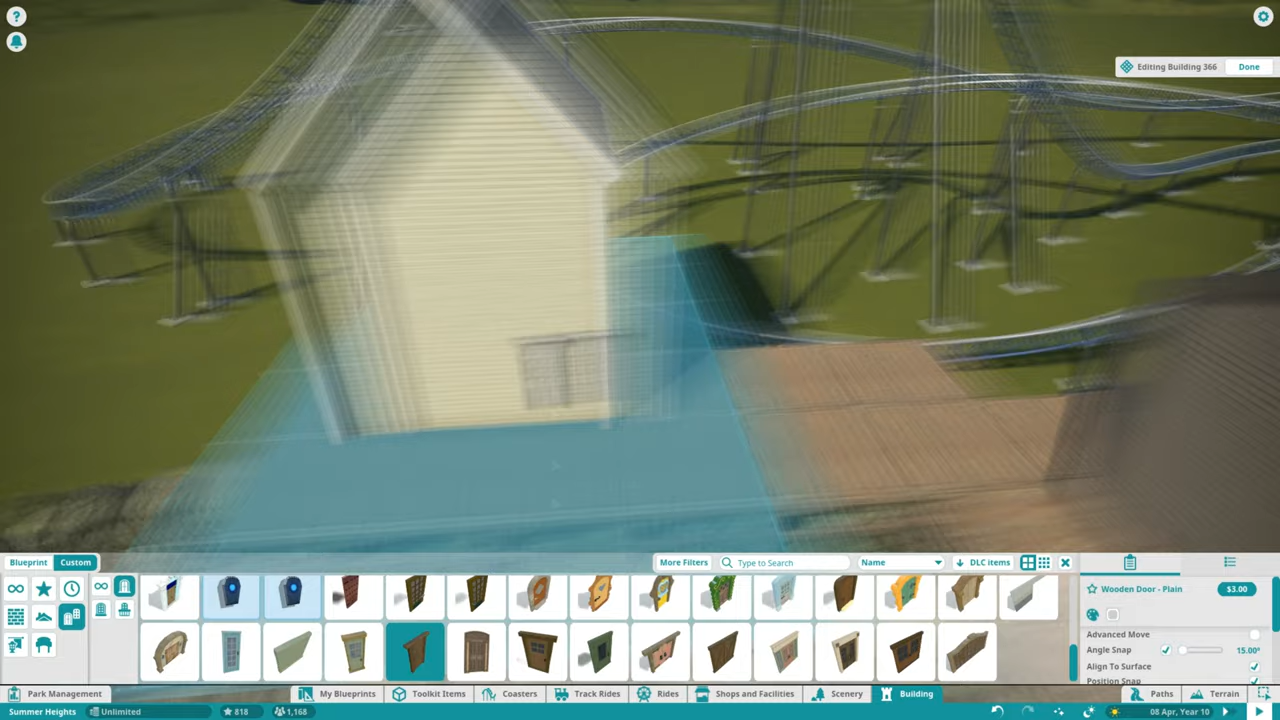 ?
Editing Building 366 Done
Blueprint Custom More Filters Type to Search Name DLC items
Wooden Door - Plain $3.00
Advanced Move
Angle Snap 15.00°
Align To Surface
Position Snap
Park Management My Blueprints Toolkit Items Coasters Track Rides Rides Shops and Facilities Scenery Building Paths Terrain
Summer Heights Unlimited 818 1,168 08 Apr, Year 10